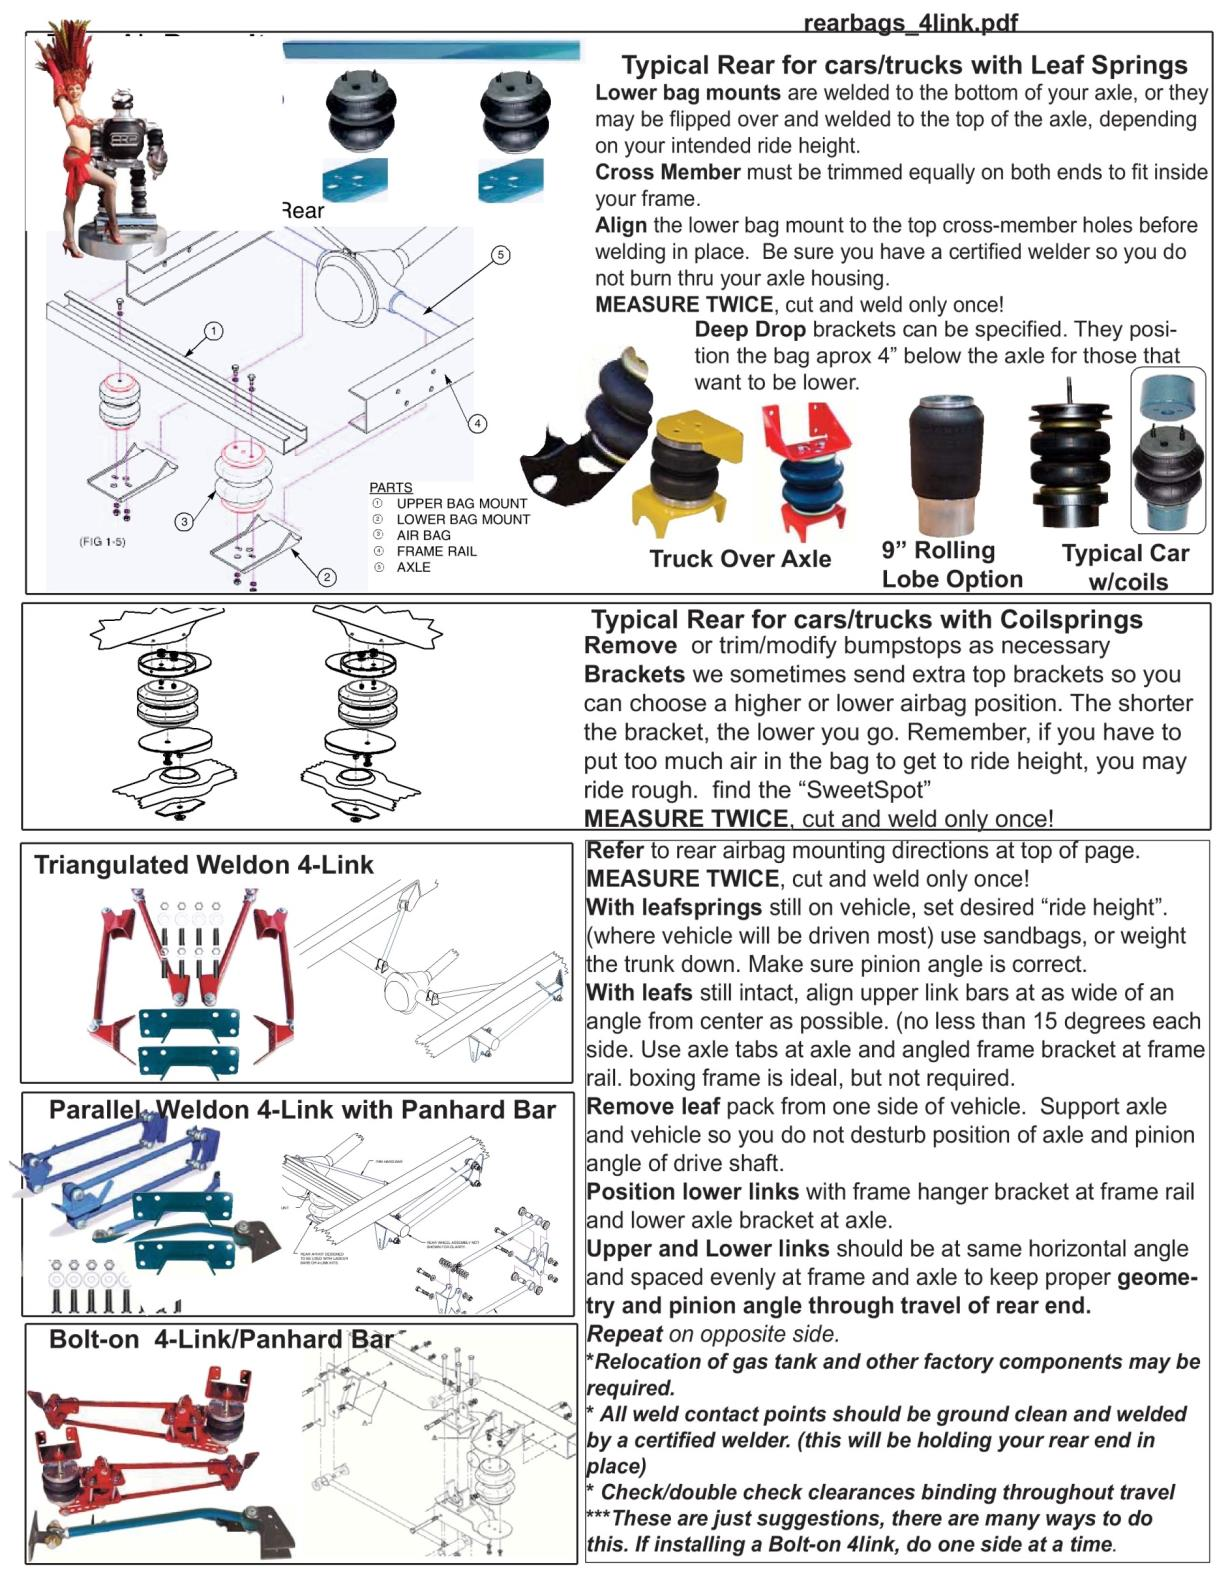 rearbags_4link.pdf
Typical Rear for cars/trucks with Leaf Springs
Lower bag mounts are welded to the bottom of your axle, or they
may be flipped over and welded to the top of the axle, depending
on your intended ride height.
Cross Member must be trimmed equally on both ends to fit inside
your frame.
Align the lower bag mount to the top cross-member holes before
welding in place.  Be sure you have a certified welder so you do
not burn thru your axle housing.
MEASURE TWICE, cut and weld only once!
Deep Drop brackets can be specified. They posi-
tion the bag aprox 4” below the axle for those that
want to be lower.
Rear
1
5
4
3
2
(FIG 1-5)
PARTS
1 UPPER BAG MOUNT
2 LOWER BAG MOUNT
3 AIR BAG
4 FRAME RAIL
5 AXLE
Truck Over Axle
9” Rolling
Lobe Option
Typical Car
w/coils
Typical Rear for cars/trucks with Coilsprings
Remove  or trim/modify bumpstops as necessary
Brackets we sometimes send extra top brackets so you
can choose a higher or lower airbag position. The shorter
the bracket, the lower you go. Remember, if you have to
put too much air in the bag to get to ride height, you may
ride rough.  find the “SweetSpot”
MEASURE TWICE, cut and weld only once!
Triangulated Weldon 4-Link
Parallel  Weldon 4-Link with Panhard Bar
REAR WHEEL ASSEMBLY NOT
SHOWN FOR CLARITY
Bolt-on  4-Link/Panhard Bar
Refer to rear airbag mounting directions at top of page.
MEASURE TWICE, cut and weld only once!
With leafsprings still on vehicle, set desired “ride height”.
(where vehicle will be driven most) use sandbags, or weight
the trunk down. Make sure pinion angle is correct.
With leafs still intact, align upper link bars at as wide of an
angle from center as possible. (no less than 15 degrees each
side. Use axle tabs at axle and angled frame bracket at frame
rail. boxing frame is ideal, but not required.
Remove leaf pack from one side of vehicle.  Support axle
and vehicle so you do not desturb position of axle and pinion
angle of drive shaft.
Position lower links with frame hanger bracket at frame rail
and lower axle bracket at axle.
Upper and Lower links should be at same horizontal angle
and spaced evenly at frame and axle to keep proper geome-
try and pinion angle through travel of rear end.
Repeat on opposite side.
*Relocation of gas tank and other factory components may be
required.
* All weld contact points should be ground clean and welded
by a certified welder. (this will be holding your rear end in
place)
* Check/double check clearances binding throughout travel
***These are just suggestions, there are many ways to do
this. If installing a Bolt-on 4link, do one side at a time.